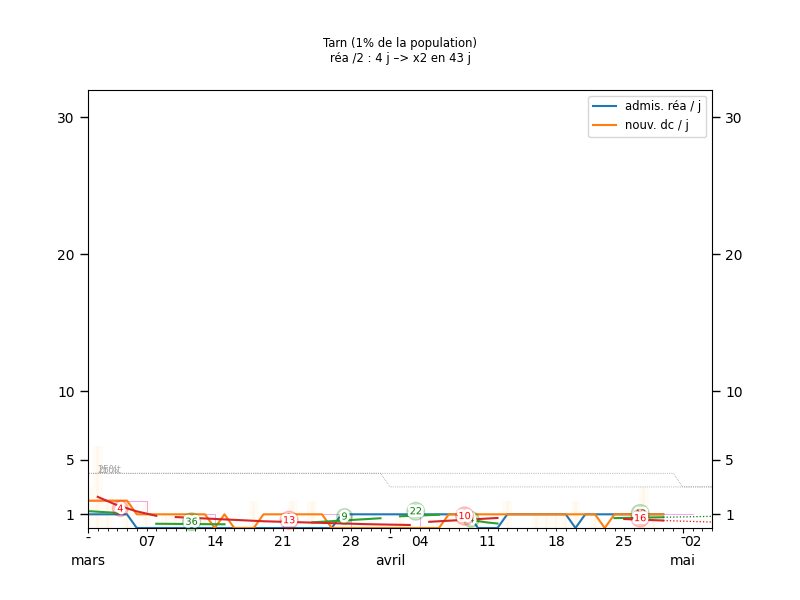 Tarn (1% de la population)
réa /2 : 4 j –> x2 en 43 j
admis. réa / j
nouv. dc / j
30 30
20 20
10 10
5 5
1 1
4 36 13 9 22 10 16
- 07 14 21 28 - 04 11 18 25 - 02
mars avril mai